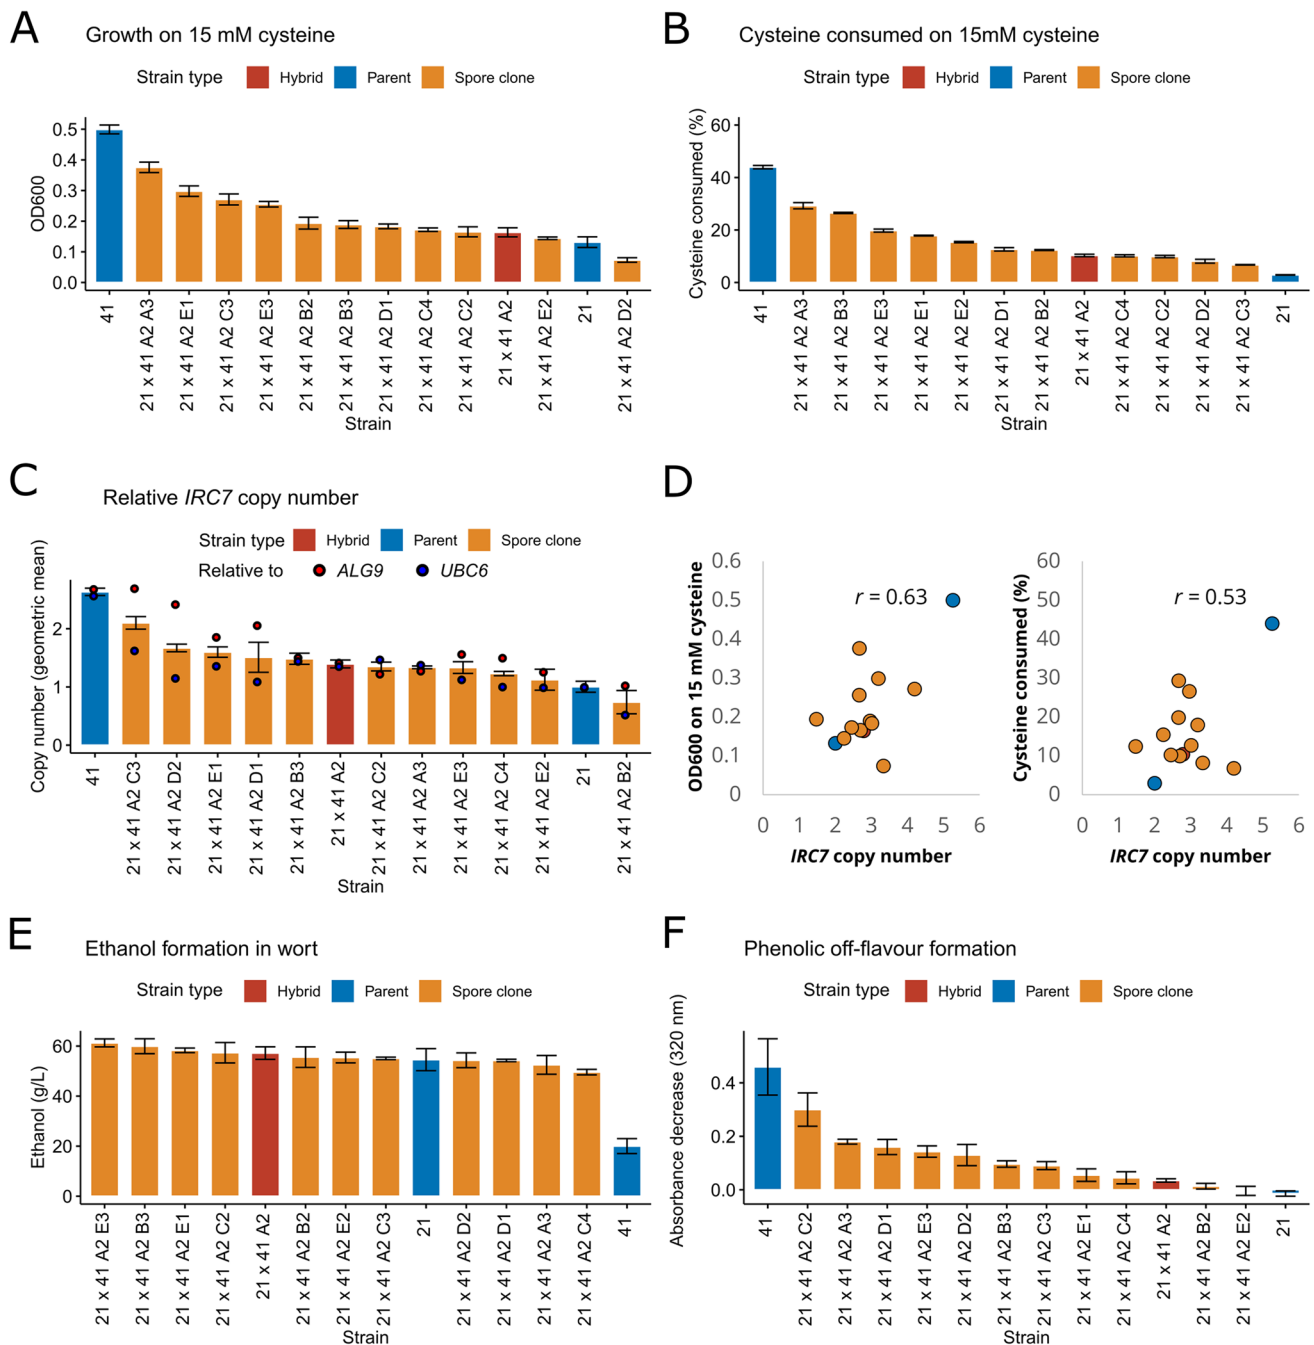 A
Growth on 15 mM cysteine
Strain type Hybrid Parent Spore clone
OD600
0.5
0.4
0.3
0.2
0.1
0.0
41
21 x 41 A2 A3
21 x 41 A2 E1
21 x 41 A2 C3
21 x 41 A2 E3
21 x 41 A2 B2
21 x 41 A2 B3
21 x 41 A2 D1
21 x 41 A2 C4
21 x 41 A2 C2
21 x 41 A2
21 x 41 A2 E2
21
21 x 41 A2 D2
Strain
B
Cysteine consumed on 15mM cysteine
Strain type Hybrid Parent Spore clone
Cysteine consumed (%)
60
40
20
0
41
21 x 41 A2 A3
21 x 41 A2 B3
21 x 41 A2 E3
21 x 41 A2 E1
21 x 41 A2 E2
21 x 41 A2 D1
21 x 41 A2 B2
21 x 41 A2
21 x 41 A2 C4
21 x 41 A2 C2
21 x 41 A2 D2
21 x 41 A2 C3
21
Strain
C
Relative IRC7 copy number
Strain type Hybrid Parent Spore clone
Relative to ALG9 UBC6
Copy number (geometric mean)
2
1
0
41
21 x 41 A2 C3
21 x 41 A2 D2
21 x 41 A2 E1
21 x 41 A2 D1
21 x 41 A2 B3
21 x 41 A2
21 x 41 A2 C2
21 x 41 A2 A3
21 x 41 A2 E3
21 x 41 A2 C4
21 x 41 A2 E2
21
21 x 41 A2 B2
Strain
D
OD600 on 15 mM cysteine
0.6
0.5
0.4
0.3
0.2
0.1
0
r = 0.63
0 1 2 3 4 5 6
IRC7 copy number
Cysteine consumed (%)
60
50
40
30
20
10
0
r = 0.53
0 1 2 3 4 5 6
IRC7 copy number
E
Ethanol formation in wort
Strain type Hybrid Parent Spore clone
Ethanol (g/L)
60
40
20
0
21 x 41 A2 E3
21 x 41 A2 B3
21 x 41 A2 E1
21 x 41 A2 C2
21 x 41 A2
21 x 41 A2 B2
21 x 41 A2 E2
21 x 41 A2 C3
21
21 x 41 A2 D2
21 x 41 A2 D1
21 x 41 A2 A3
21 x 41 A2 C4
41
Strain
F
Phenolic off-flavour formation
Strain type Hybrid Parent Spore clone
Absorbance decrease (320 nm)
0.4
0.2
0.0
41
21 x 41 A2 C2
21 x 41 A2 A3
21 x 41 A2 D1
21 x 41 A2 E3
21 x 41 A2 D2
21 x 41 A2 B3
21 x 41 A2 C3
21 x 41 A2 E1
21 x 41 A2 C4
21 x 41 A2
21 x 41 A2 B2
21 x 41 A2 E2
21
Strain